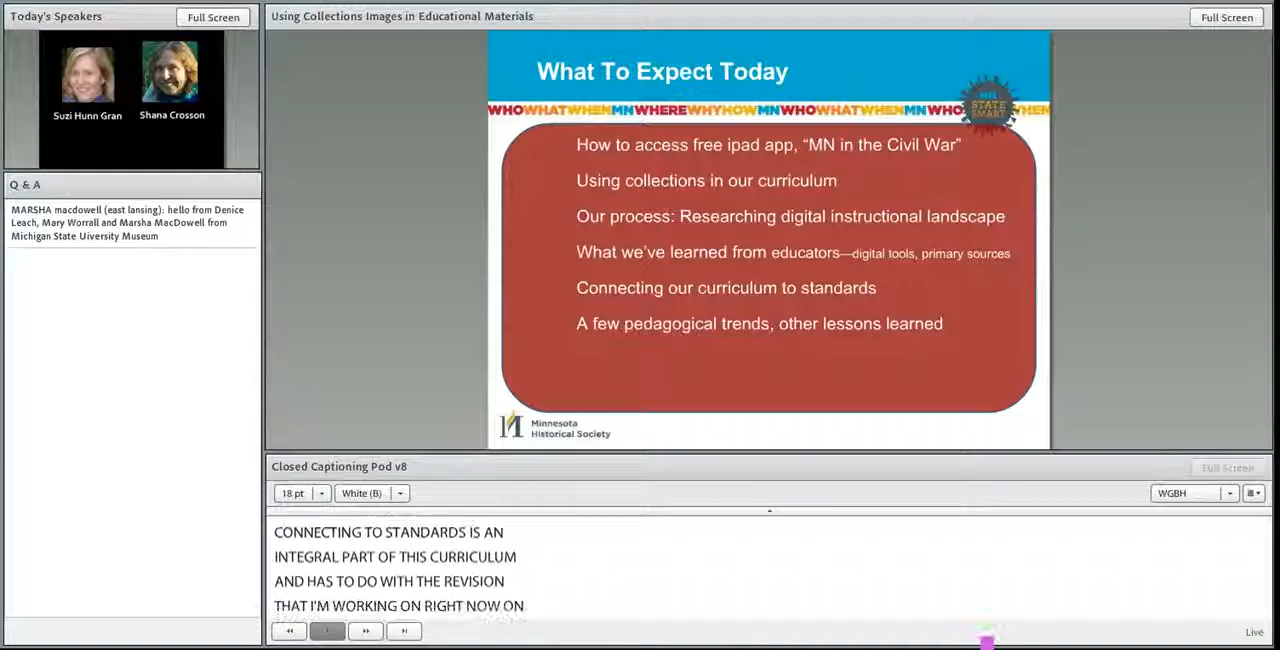 Today's Speakers
Full Screen
Suzi Hunn Gran
Shana Crosson
Q & A
MARSHA macdowell (east lansing): hello from Denice
Leach, Mary Worrall and Marsha MacDowell from
Michigan State Uiversity Museum
Using Collections Images in Educational Materials
Full Screen
What To Expect Today
WHOWHATWHENMNWHEREWHYHOWMNWHOWHATWHENMNWHO
HEN
MN
STATE
SMART
How to access free ipad app, “MN in the Civil War”
Using collections in our curriculum
Our process: Researching digital instructional landscape
What we’ve learned from educators—digital tools, primary sources
Connecting our curriculum to standards
A few pedagogical trends, other lessons learned
Minnesota
Historical Society
Closed Captioning Pod v8
Full Screen
18 pt
White (B)
WGBH
CONNECTING TO STANDARDS IS AN
INTEGRAL PART OF THIS CURRICULUM
AND HAS TO DO WITH THE REVISION
THAT I'M WORKING ON RIGHT NOW ON
Live